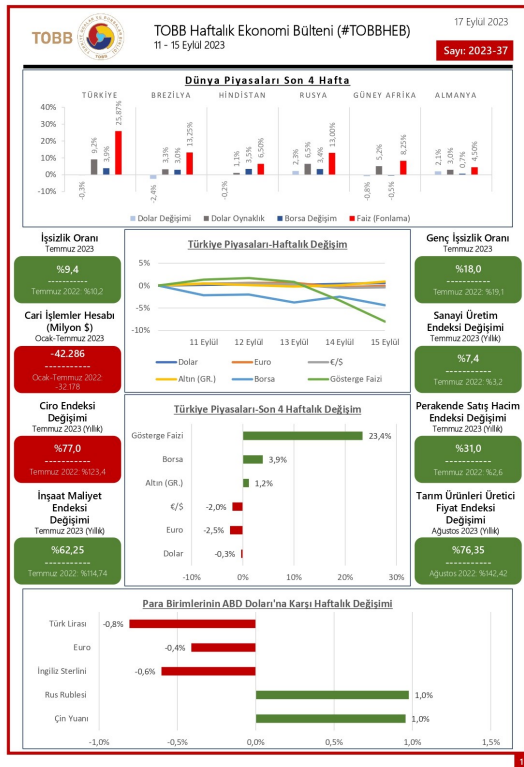 TOBB
TOBB Haftalık Ekonomi Bülteni (#TOBBHEB)
11 - 15 Eylül 2023
17 Eylül 2023
Sayı: 2023-37
Dünya Piyasaları Son 4 Hafta
TÜRKİYE BREZİLYA HİNDİSTAN RUSYA GÜNEY AFRİKA ALMANYA
40%
30%
20%
10%
0%
-10%
-0,3% 9,2% 3,9% 25,87%
-2,4% 3,3% 3,0% 13,25%
-0,2% 1,1% 3,5% 6,50%
2,3% 6,5% 3,4% 13,00%
-0,8% 5,2% -0,5% 8,25%
2,1% 3,0% 0,7% 4,50%
Dolar Değişimi Dolar Oynaklık Borsa Değişim Faiz (Fonlama)
İşsizlik Oranı
Temmuz 2023
%9,4
-----------
Temmuz 2022: %10,2
Cari İşlemler Hesabı
(Milyon $)
Ocak-Temmuz 2023
-42.286
-----------
Ocak-Temmuz 2022:
-32.178
Ciro Endeksi
Değişimi
Temmuz 2023 (Yıllık)
%77,0
-----------
Temmuz 2022: %123,4
İnşaat Maliyet
Endeksi
Değişimi
Temmuz 2023 (Yıllık)
%62,25
-----------
Temmuz 2022: %114,74
Türkiye Piyasaları-Haftalık Değişim
5%
0%
-5%
-10%
11 Eylül 12 Eylül 13 Eylül 14 Eylül 15 Eylül
Dolar Euro €/$
Altın (GR.) Borsa Gösterge Faizi
Türkiye Piyasaları-Son 4 Haftalık Değişim
Gösterge Faizi 23,4%
Borsa 3,9%
Altın (GR.) 1,2%
€/$ -2,0%
Euro -2,5%
Dolar -0,3%
-10% 0% 10% 20% 30%
Genç İşsizlik Oranı
Temmuz 2023
%18,0
-----------
Temmuz 2022: %19,1
Sanayi Üretim
Endeksi Değişimi
Temmuz 2023 (Yıllık)
%7,4
-----------
Temmuz 2022: %3,2
Perakende Satış Hacim
Endeksi Değişimi
Temmuz 2023 (Yıllık)
%31,0
-----------
Temmuz 2022: %2,6
Tarım Ürünleri Üretici
Fiyat Endeksi
Değişimi
Ağustos 2023 (Yıllık)
%76,35
-----------
Ağustos 2022: %142,42
Para Birimlerinin ABD Doları'na Karşı Haftalık Değişimi
Türk Lirası -0,8%
Euro -0,4%
İngiliz Sterlini -0,6%
Rus Rublesi 1,0%
Çin Yuanı 1,0%
-1,0% -0,5% 0,0% 0,5% 1,0% 1,5%
1